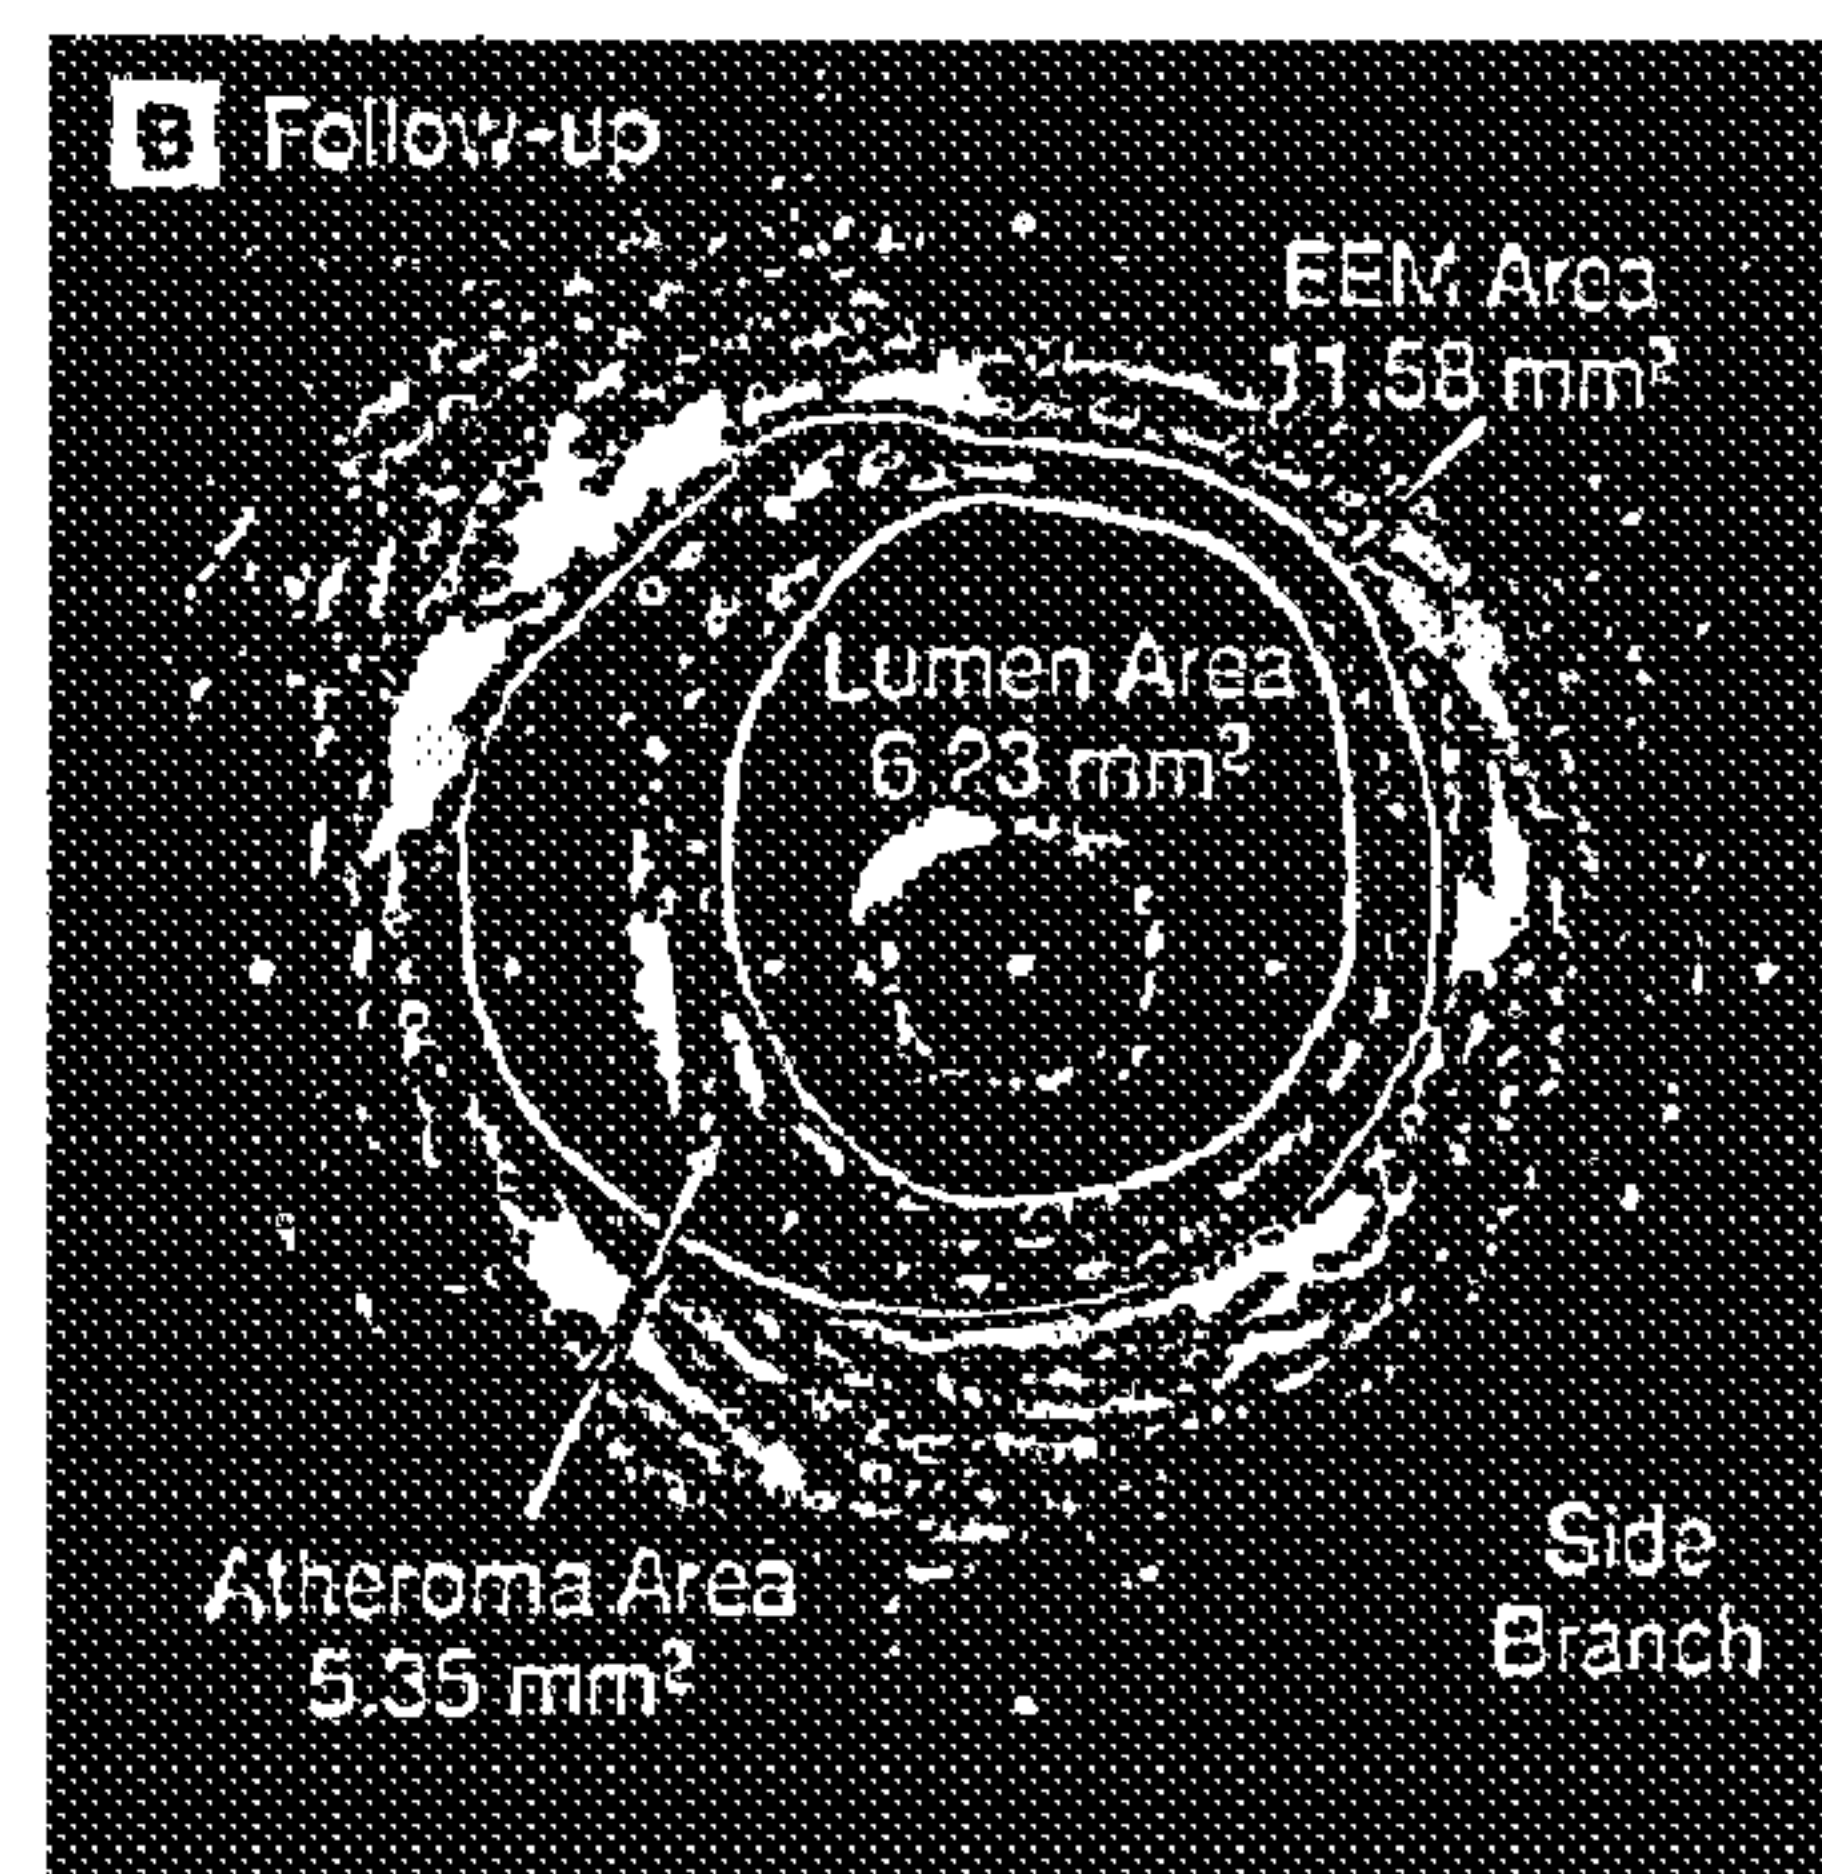 B Follow-up
EEM Area
11.58 mm²
Lumen Area
6.23 mm²
Atheroma Area
5.35 mm²
Side
Branch